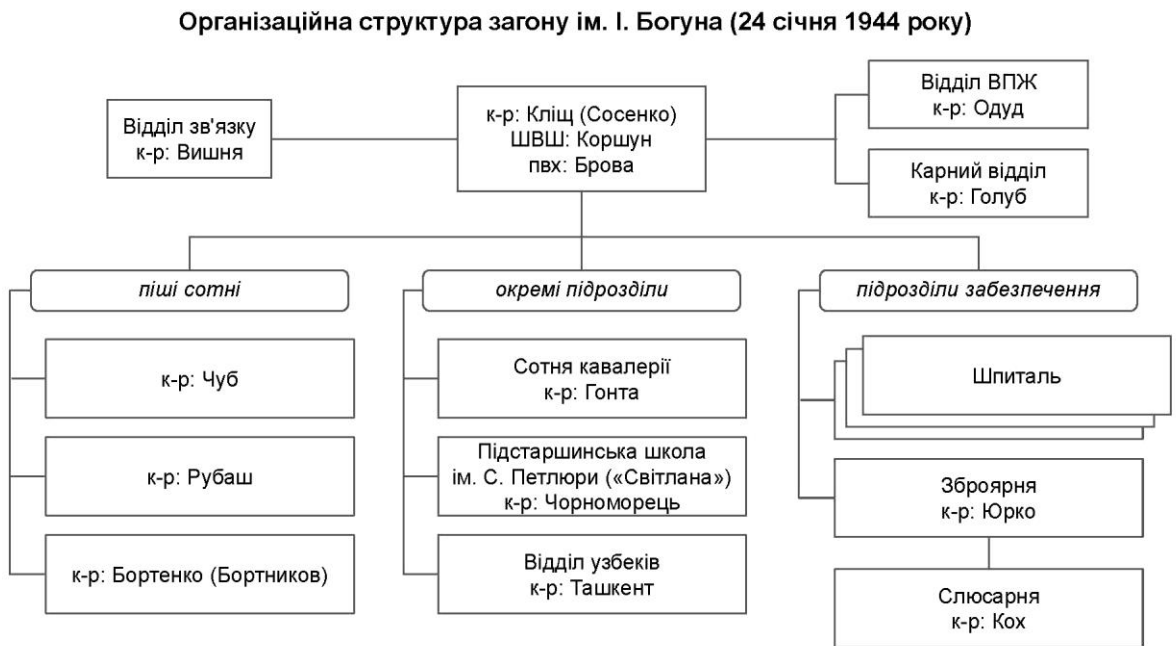 Організаційна структура загону ім. І. Богуна (24 січня 1944 року)
Відділ зв'язку
к-р: Вишня
к-р: Кліщ (Сосенко)
ШВШ: Коршун
пвх: Брова
Відділ ВПЖ
к-р: Одуд
Карний відділ
к-р: Голуб
піші сотні
к-р: Чуб
к-р: Рубаш
к-р: Бортенко (Бортников)
окремі підрозділи
Сотня кавалерії
к-р: Гонта
Підстаршинська школа
ім. С. Петлюри («Світлана»)
к-р: Чорноморець
Відділ узбеків
к-р: Ташкент
підрозділи забезпечення
Шпиталь
Зброярня
к-р: Юрко
Слюсарня
к-р: Кох